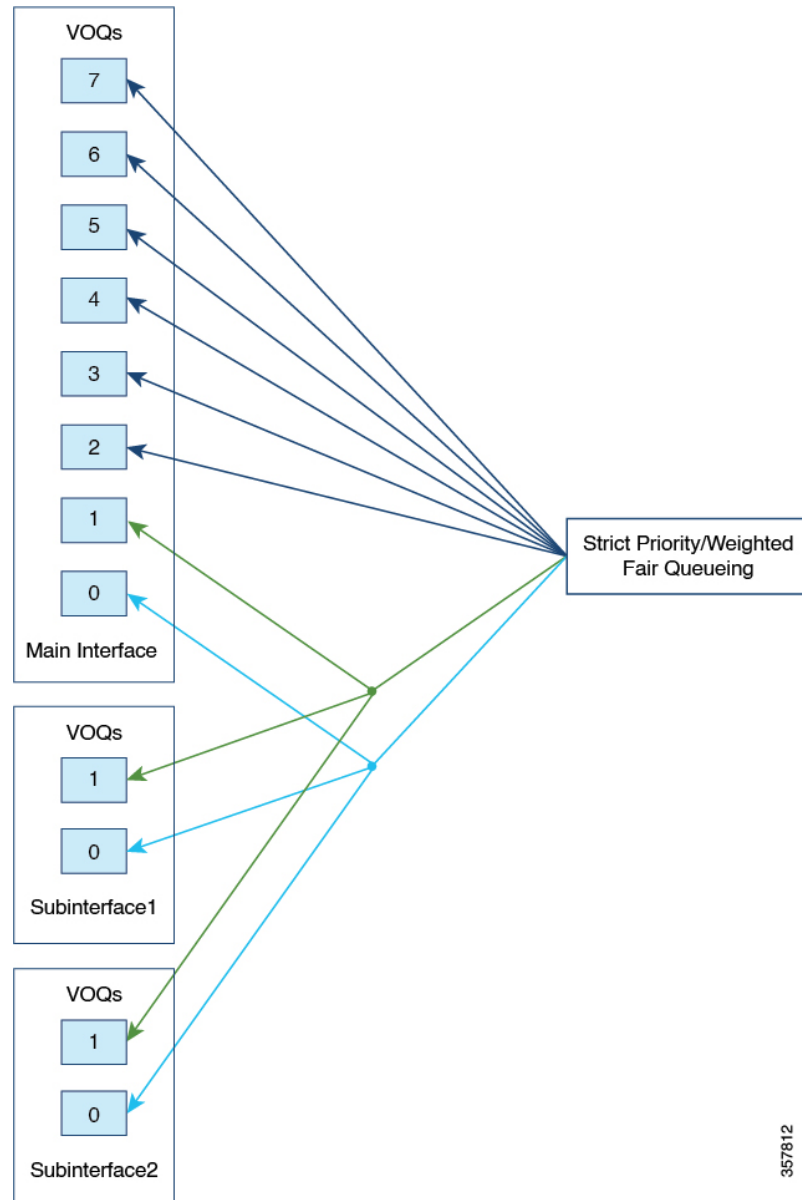 VOQs
7
6
5
4
3
2
1
0
Main Interface
Strict Priority/Weighted
Fair Queueing
VOQs
1
0
Subinterface1
VOQs
1
0
Subinterface2
357812